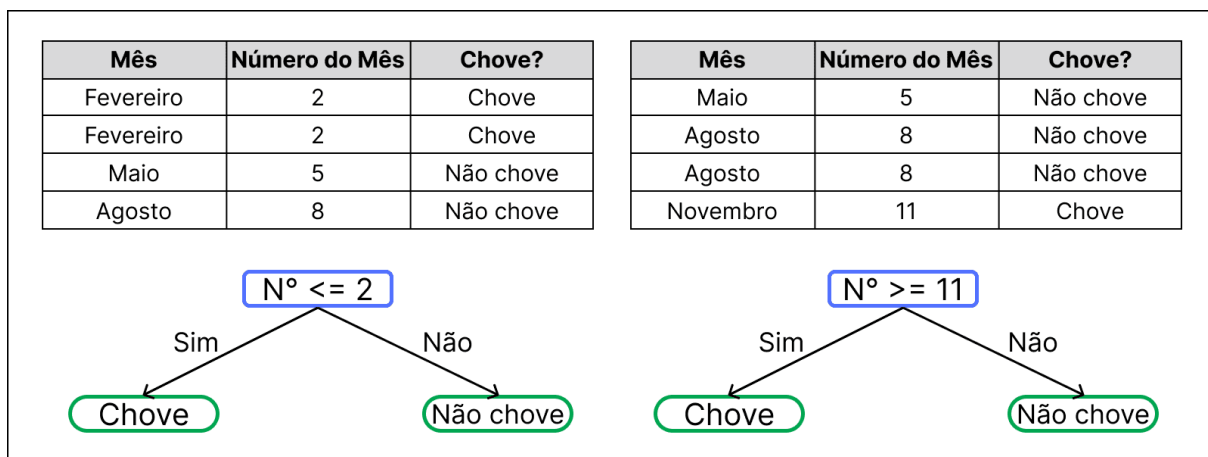 Mês Número do Mês Chove?
Fevereiro 2 Chove
Fevereiro 2 Chove
Maio 5 Não chove
Agosto 8 Não chove
Mês Número do Mês Chove?
Maio 5 Não chove
Agosto 8 Não chove
Agosto 8 Não chove
Novembro 11 Chove
N° <= 2
Sim Não
Chove Não chove
N° >= 11
Sim Não
Chove Não chove